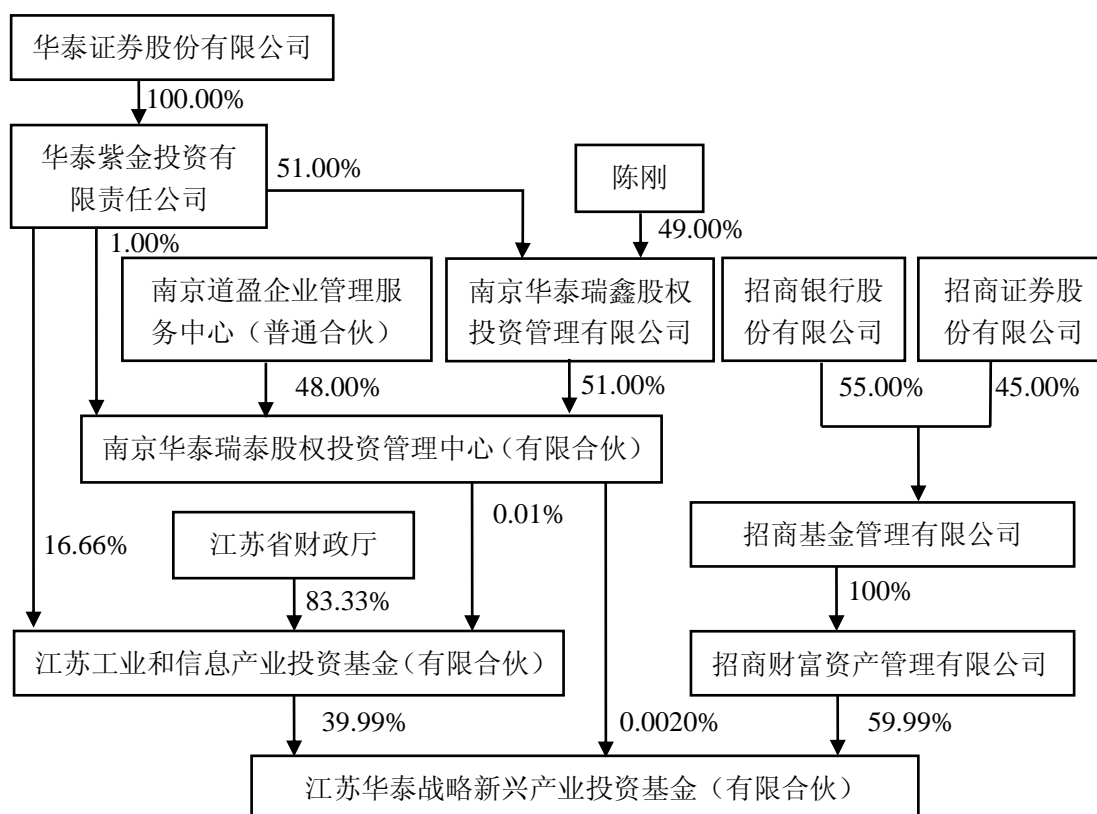 华泰证券股份有限公司
100.00%
华泰紫金投资有
限责任公司
51.00%
陈刚
1.00%
49.00%
南京道盈企业管理服
务中心（普通合伙）
南京华泰瑞鑫股权
投资管理有限公司
招商银行股
份有限公司
招商证券股
份有限公司
48.00%
51.00%
55.00%
45.00%
南京华泰瑞泰股权投资管理中心（有限合伙）
0.01%
16.66%
江苏省财政厅
招商基金管理有限公司
83.33%
100%
江苏工业和信息产业投资基金（有限合伙）
招商财富资产管理有限公司
39.99%
0.0020%
59.99%
江苏华泰战略新兴产业投资基金（有限合伙）